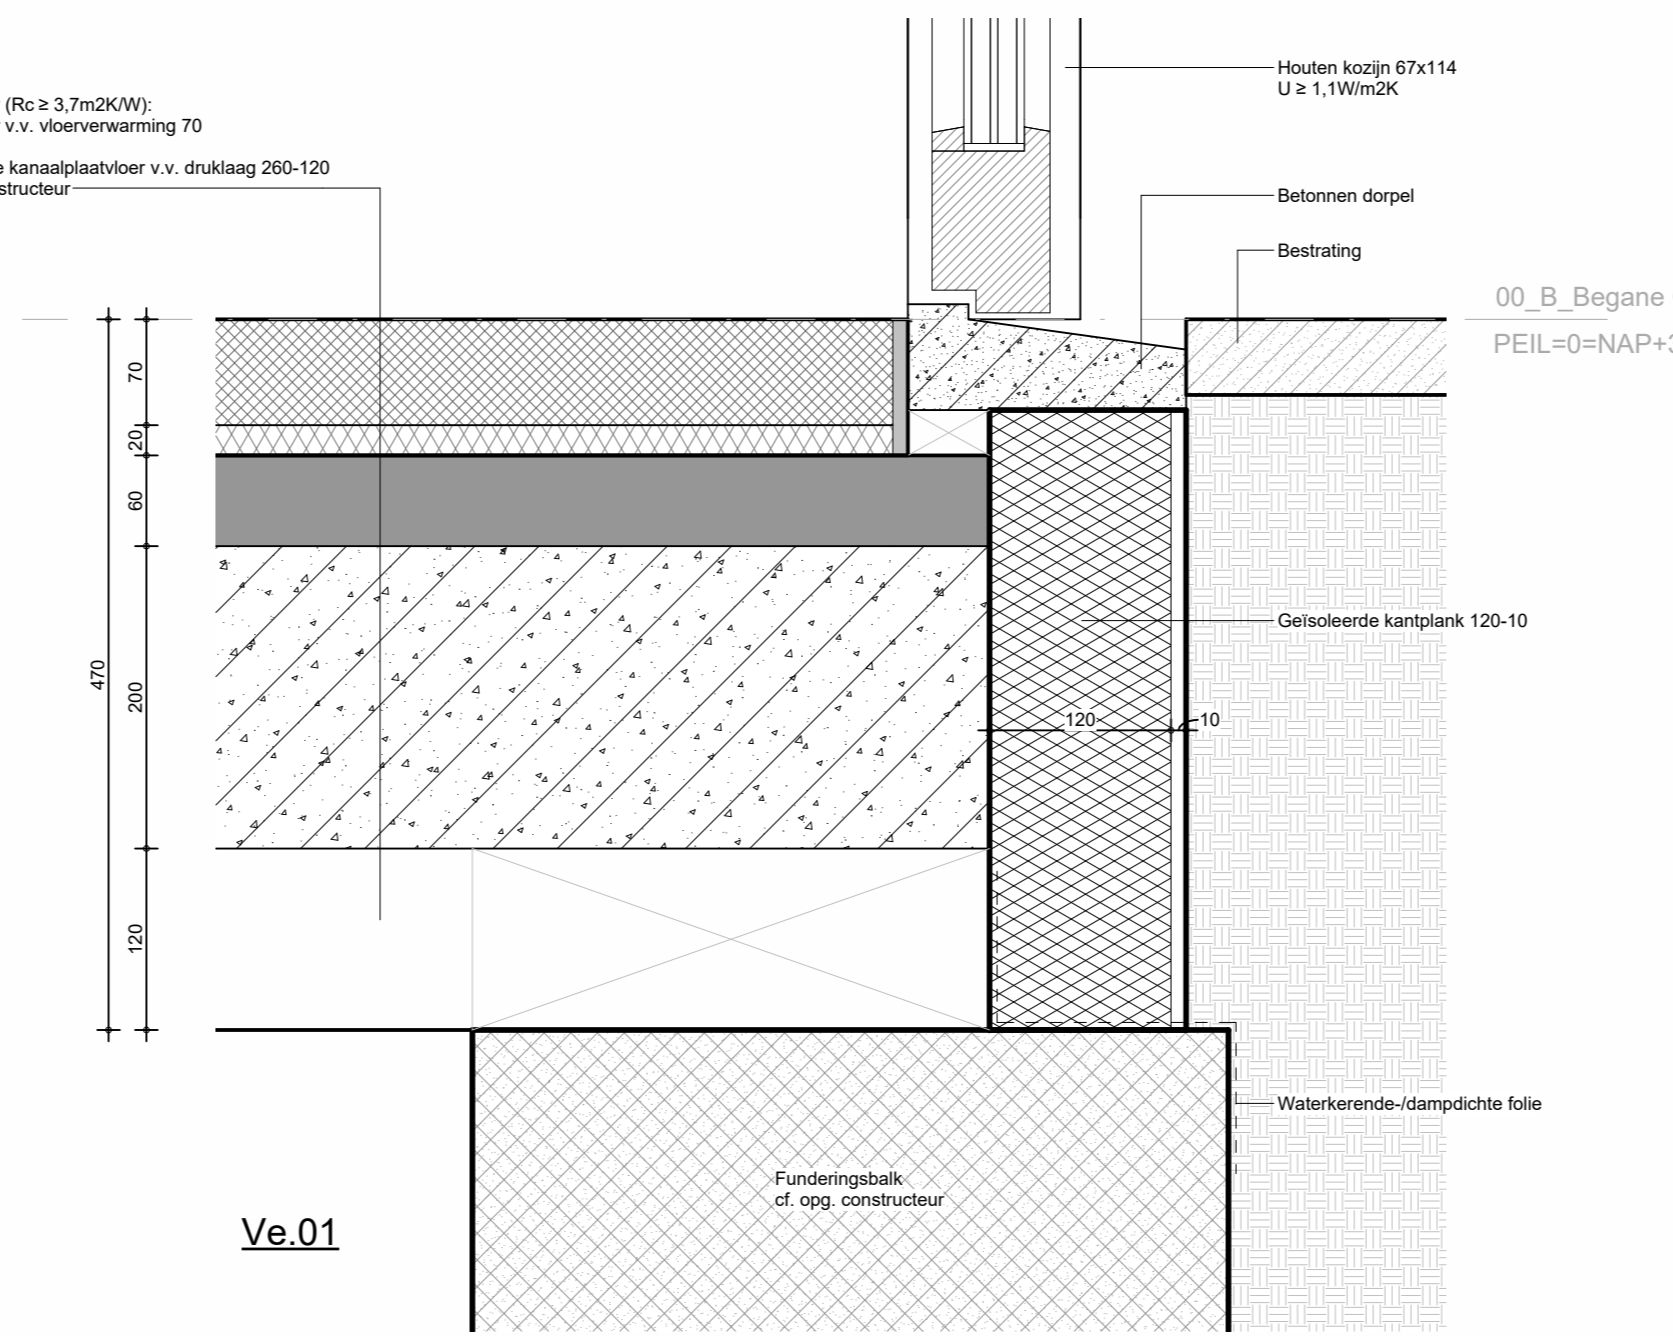 (Rc ≥ 3,7m2K/W):
v.v. vloerverwarming 70
kanaalplaatvloer v.v. druklaag 260-120
structeur
Houten kozijn 67x114
U ≥ 1,1W/m2K
Betonnen dorpel
Bestrating
00_B_Begane
PEIL=0=NAP+3
70
20
60
200
120
470
Geïsoleerde kantplank 120-10
120
10
Waterkerende-/dampdichte folie
Funderingsbalk
cf. opg. constructeur
Ve.01